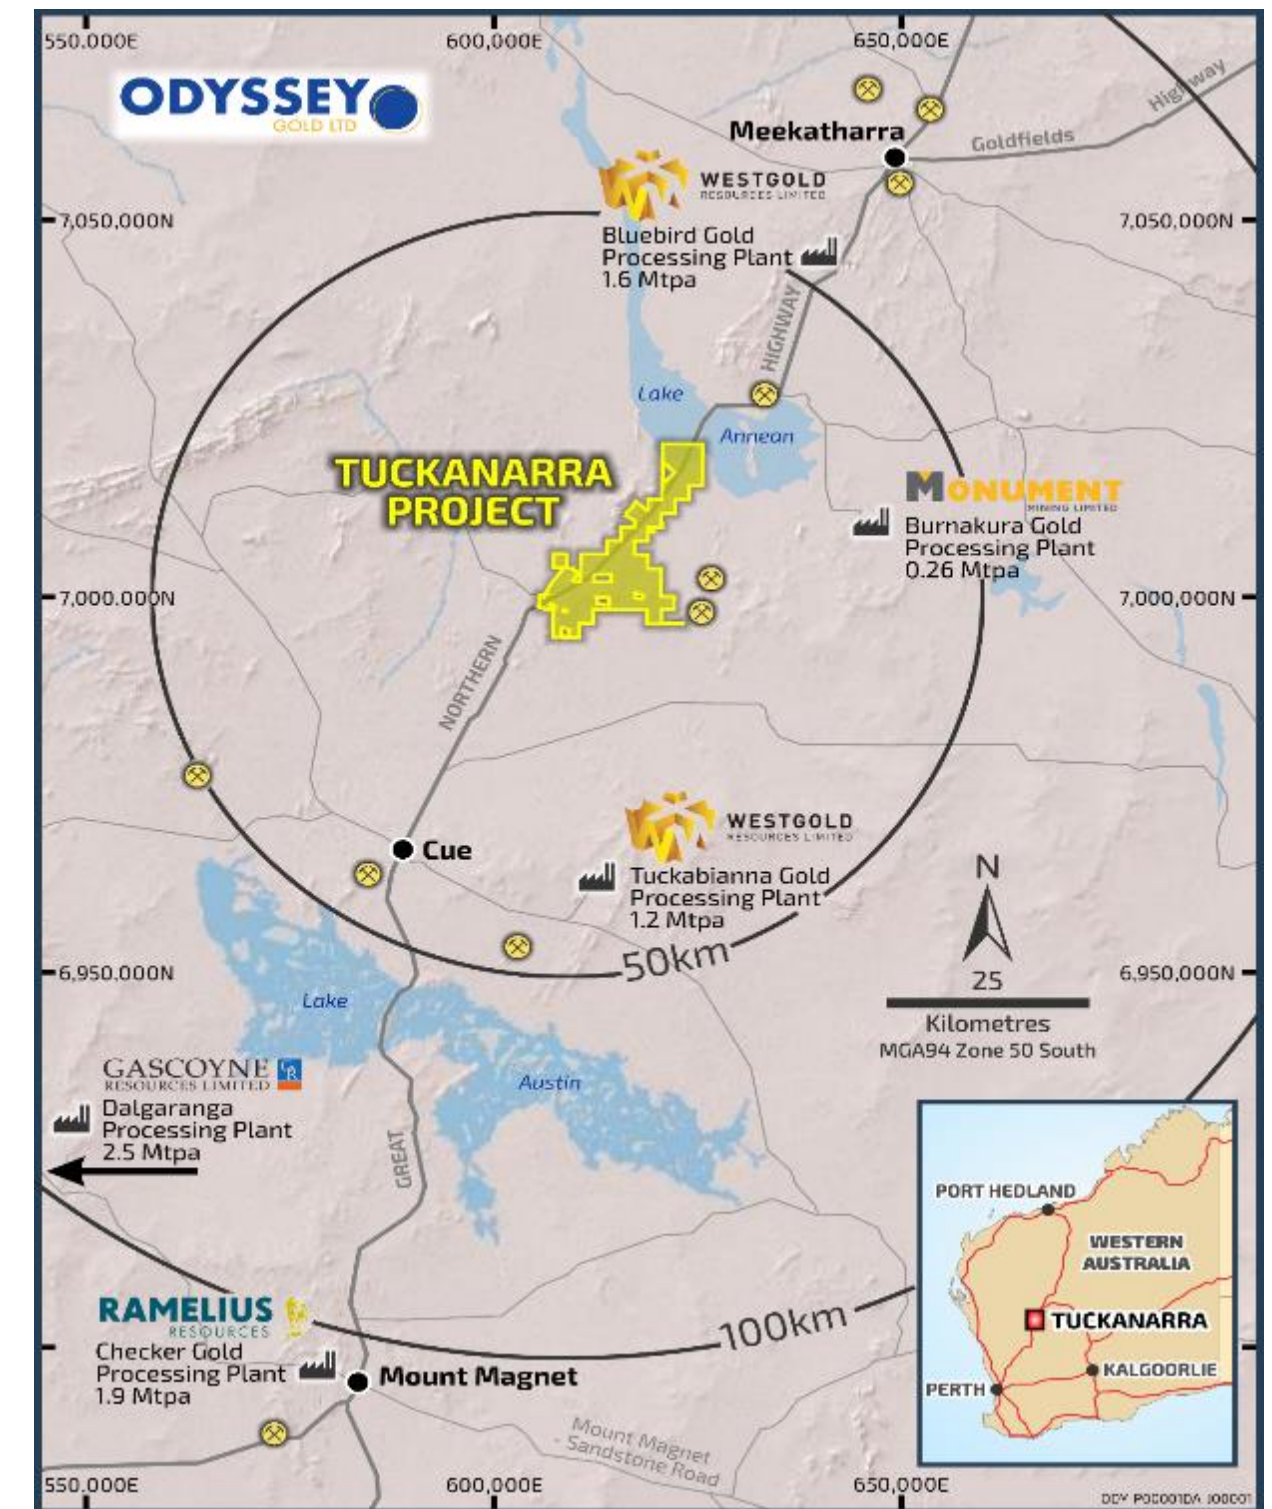 550.000E
600,000E
650,000E
ODYSSEY
GOLD LTD
Highway
Goldfields
Meekatharra
WESTGOLD
RESOURCES LIMITED
7,050,000N
7,050,000N
Bluebird Gold
Processing Plant
1.6 Mtpa
HIGHWAY
Lake
Annean
TUCKANARRA
PROJECT
MONUMENT
MINING LIMITED
Burnakura Gold
Processing Plant
0.26 Mtpa
7,000.000N
7,000,000N
NORTHERN
WESTGOLD
RESOURCES LIMITED
Cue
Tuckabianna Gold
Processing Plant
1.2 Mtpa
50km
N
25
Kilometres
MGA94 Zone 50 South
6,950.000N
6,950,000N
Lake
Austin
GASCOYNE
RESOURCES LIMITED
GR
Dalgaranga
Processing Plant
2.5 Mtpa
GREAT
PORT HEDLAND
WESTERN
AUSTRALIA
TUCKANARRA
KALGOORLIE
PERTH
RAMELIUS
RESOURCES
100km
Checker Gold
Processing Plant
1.9 Mtpa
Mount Magnet
Mount Magnet
- Sandstone Road
550.000E
600,000E
650,000E